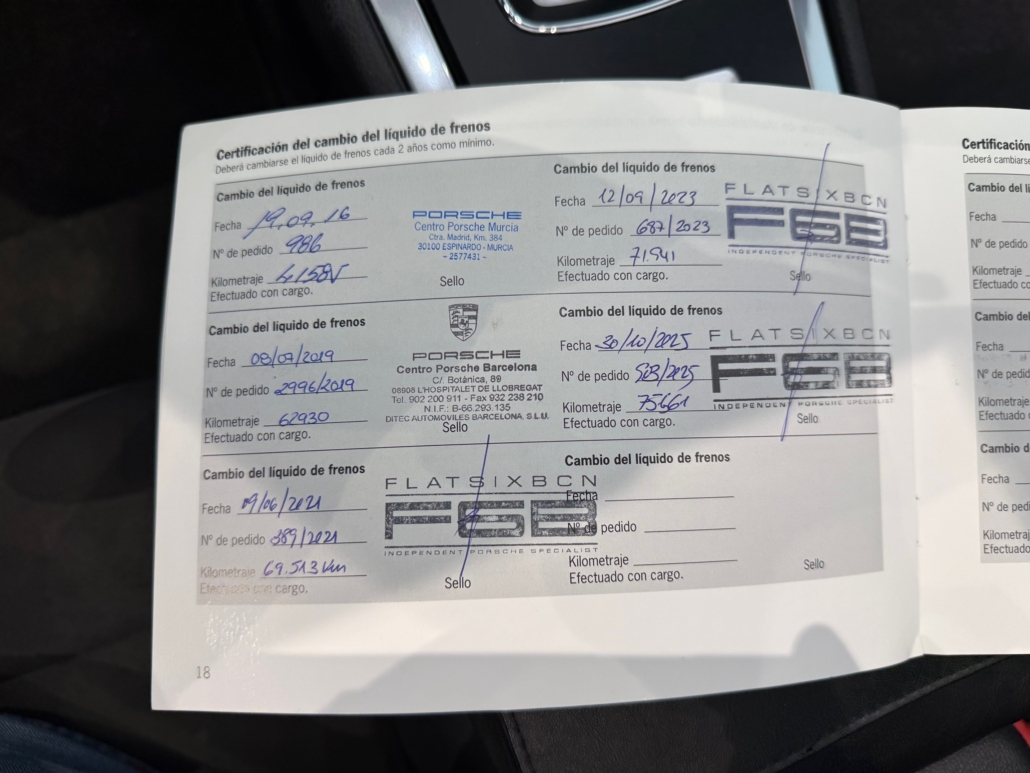 Certificación del cambio del líquido de frenos
Deberá cambiarse el líquido de frenos cada 2 años como mínimo.
Cambio del líquido de frenos
Fecha 19.09.16
Nº de pedido 986
Kilometraje
Efectuado con cargo.
PORSCHE
Centro Porsche Murcia
Ctra. Madrid, Km. 384
30100 ESPINARDO - MURCIA
- 2577431 -
Sello
Cambio del líquido de frenos
Fecha
Nº de pedido 2996/2019
Kilometraje 62930
Efectuado con cargo.
PORSCHE
Centro Porsche Barcelona
C/. Botánica, 89
08908 L'HOSPITALET DE LLOBREGAT
Tel. 902 200 911 - Fax 932 238 210
N.I.F.: B-66.293.135
DITEC AUTOMOVILES BARCELONA, S.L.U.
Sello
Cambio del líquido de frenos
Fecha 09/06/2021
Nº de pedido 389/2021
Kilometraje 69.513 Km
Efectuado con cargo.
FLATSIXBCN
F6B
INDEPENDENT PORSCHE SPECIALIST
Sello
Cambio del líquido de frenos
Fecha 12/09/2023
Nº de pedido 687/2023
Kilometraje 71.941
Efectuado con cargo.
FLATSIXBCN
F6B
INDEPENDENT PORSCHE SPECIALIST
Sello
Cambio del líquido de frenos
Fecha 30/10/2025
Nº de pedido
Kilometraje 75661
Efectuado con cargo.
FLATSIXBCN
F6B
INDEPENDENT PORSCHE SPECIALIST
Sello
Cambio del líquido de frenos
Fecha
Nº de pedido
Kilometraje
Efectuado con cargo.
Sello
18
Certificación
Deberá cambiarse
Cambio del lí
Fecha
Nº de pedido
Kilometraje
Efectuado co
Cambio del
Fecha
Nº de pedi
Kilometraj
Efectuado
Cambio d
Fecha
Nº de pedi
Kilometraj
Efectuado